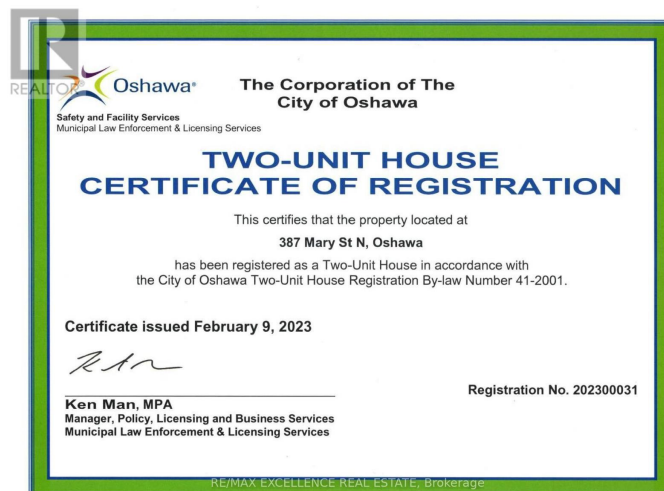 REALTOR
Oshawa®
The Corporation of The
City of Oshawa
Safety and Facility Services
Municipal Law Enforcement & Licensing Services
TWO-UNIT HOUSE
CERTIFICATE OF REGISTRATION
This certifies that the property located at
387 Mary St N, Oshawa
has been registered as a Two-Unit House in accordance with
the City of Oshawa Two-Unit House Registration By-law Number 41-2001.
Certificate issued February 9, 2023
Registration No. 202300031
Ken Man, MPA
Manager, Policy, Licensing and Business Services
Municipal Law Enforcement & Licensing Services
RE/MAX EXCELLENCE REAL ESTATE, Brokerage